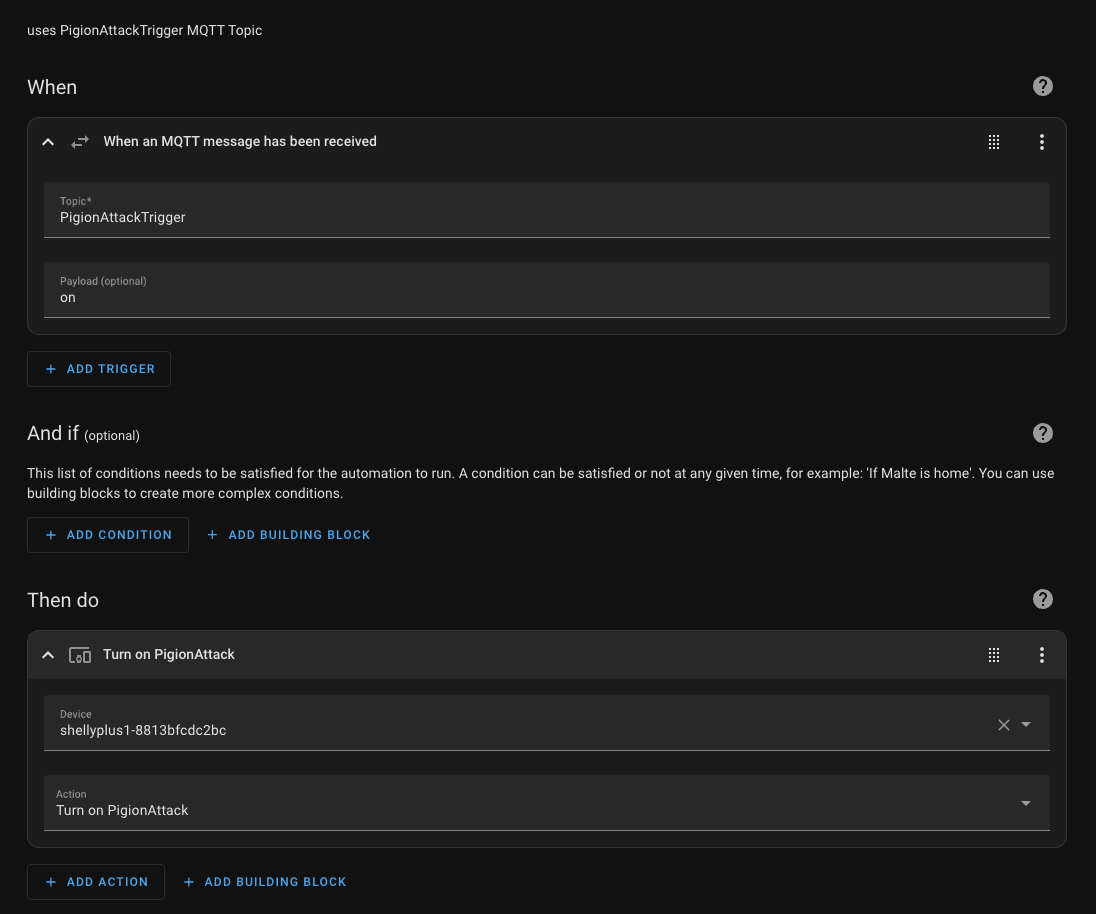 uses PigionAttackTrigger MQTT Topic
When
When an MQTT message has been received
Topic*
PigionAttackTrigger
Payload (optional)
on
+ ADD TRIGGER
And if (optional)
This list of conditions needs to be satisfied for the automation to run. A condition can be satisfied or not at any given time, for example: 'If Malte is home'. You can use
building blocks to create more complex conditions.
+ ADD CONDITION + ADD BUILDING BLOCK
Then do
Turn on PigionAttack
Device
shellyplus1-8813bfcdc2bc
Action
Turn on PigionAttack
+ ADD ACTION + ADD BUILDING BLOCK